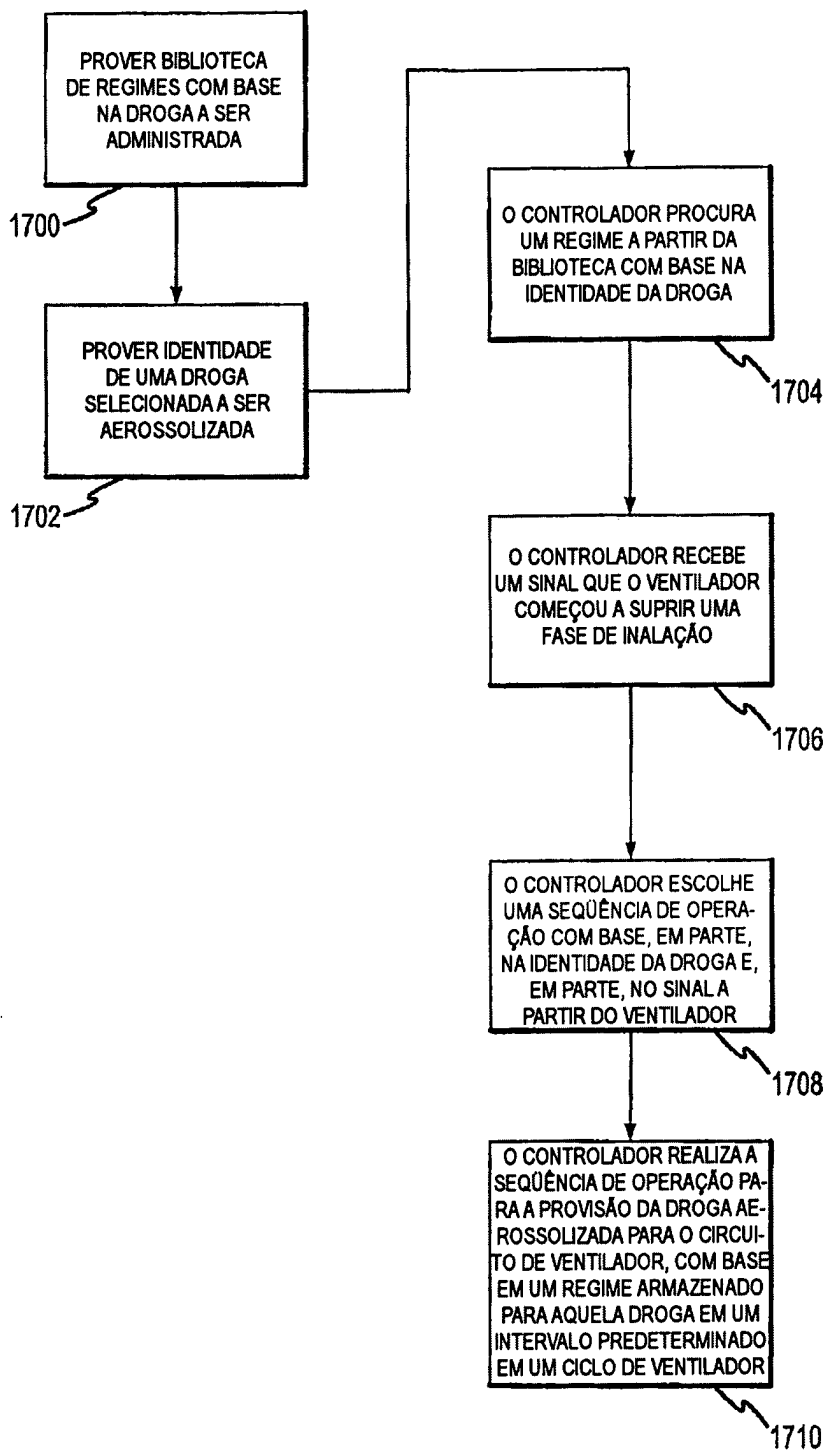 PROVER BIBLIOTECA
DE REGIMES COM BASE
NA DROGA A SER
ADMINISTRADA
1700
PROVER IDENTIDADE
DE UMA DROGA
SELECIONADA A SER
AEROSSOLIZADA
1702
O CONTROLADOR PROCURA
UM REGIME A PARTIR DA
BIBLIOTECA COM BASE NA
IDENTIDADE DA DROGA
1704
O CONTROLADOR RECEBE
UM SINAL QUE O VENTILADOR
COMEÇOU A SUPRIR UMA
FASE DE INALAÇÃO
1706
O CONTROLADOR ESCOLHE
UMA SEQÜÊNCIA DE OPERA-
ÇÃO COM BASE, EM PARTE,
NA IDENTIDADE DA DROGA E,
EM PARTE, NO SINAL A
PARTIR DO VENTILADOR
1708
O CONTROLADOR REALIZA A
SEQÜÊNCIA DE OPERAÇÃO PA-
RA A PROVISÃO DA DROGA AE-
ROSSOLIZADA PARA O CIRCUI-
TO DE VENTILADOR, COM BASE
EM UM REGIME ARMAZENADO
PARA AQUELA DROGA EM UM
INTERVALO PREDETERMINADO
EM UM CICLO DE VENTILADOR
1710